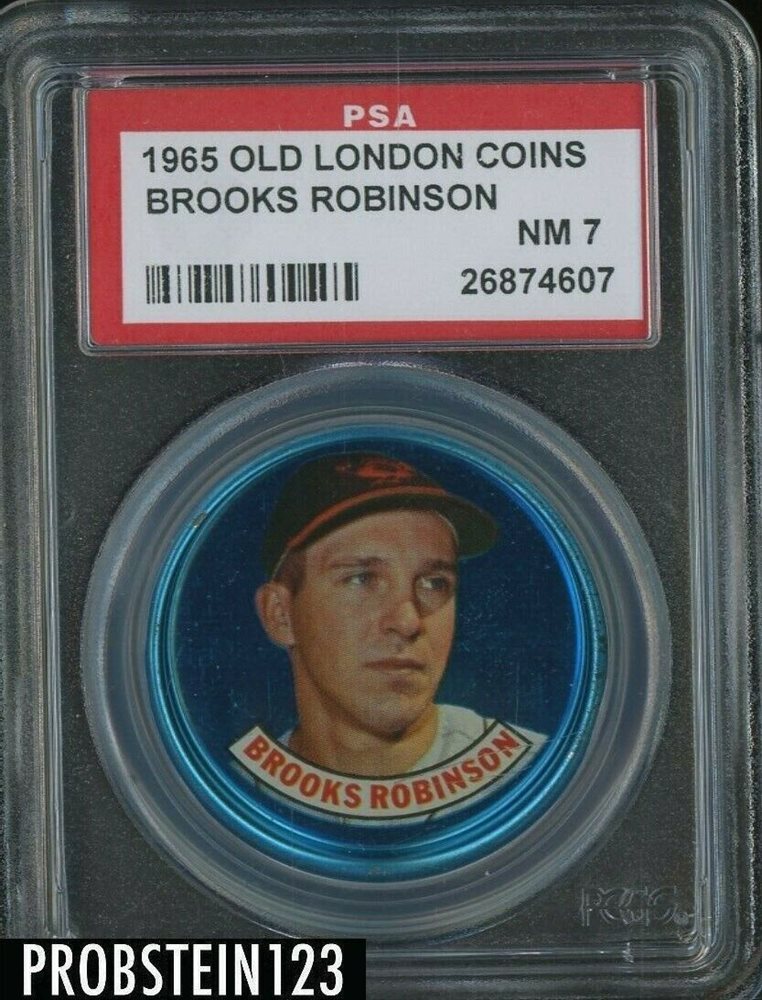 PSA
1965 OLD LONDON COINS
BROOKS ROBINSON
NM 7
26874607
BROOKS ROBINSON
PROBSTEIN123